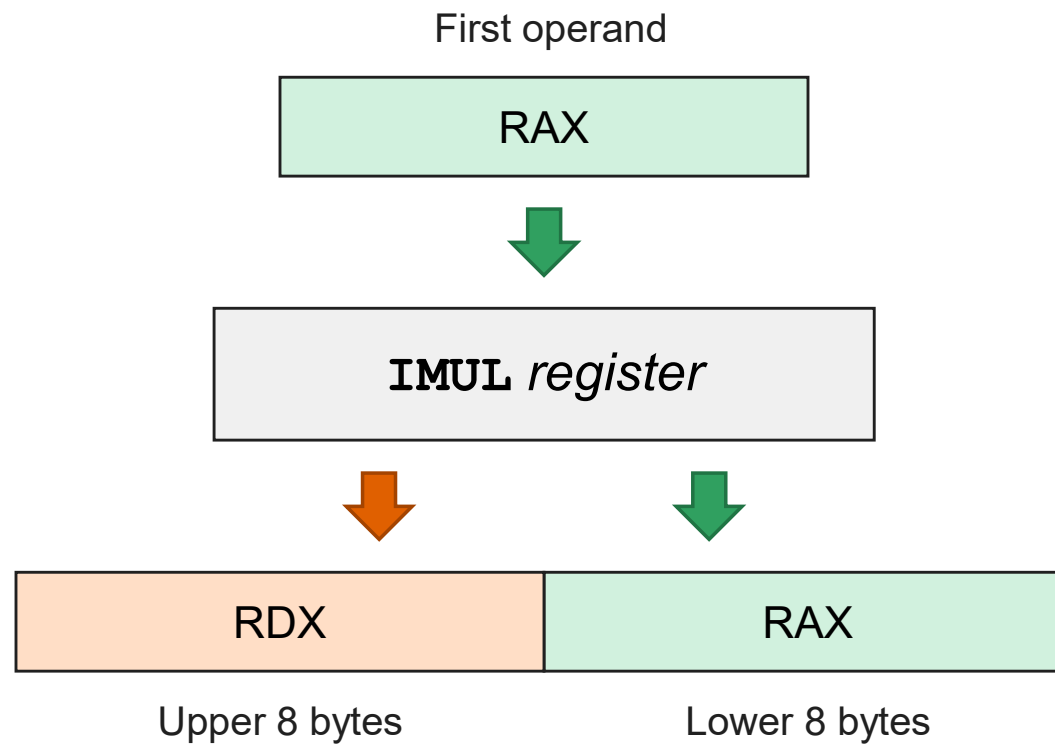 First operand
RAX
IMUL register
RDX RAX
Upper 8 bytes Lower 8 bytes